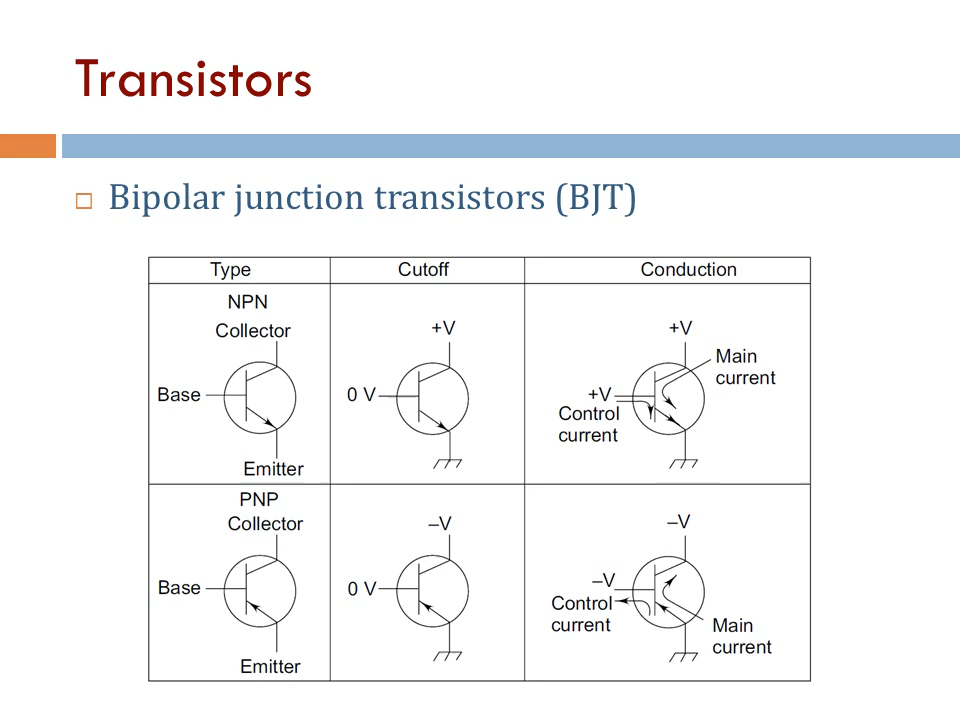 Transistors
Bipolar junction transistors (BJT)
Type
Cutoff
Conduction
NPN
Collector
Base
Emitter
+V
0 V
+V
+V
Control
current
Main
current
PNP
Collector
Base
Emitter
–V
0 V
–V
–V
Control
current
Main
current